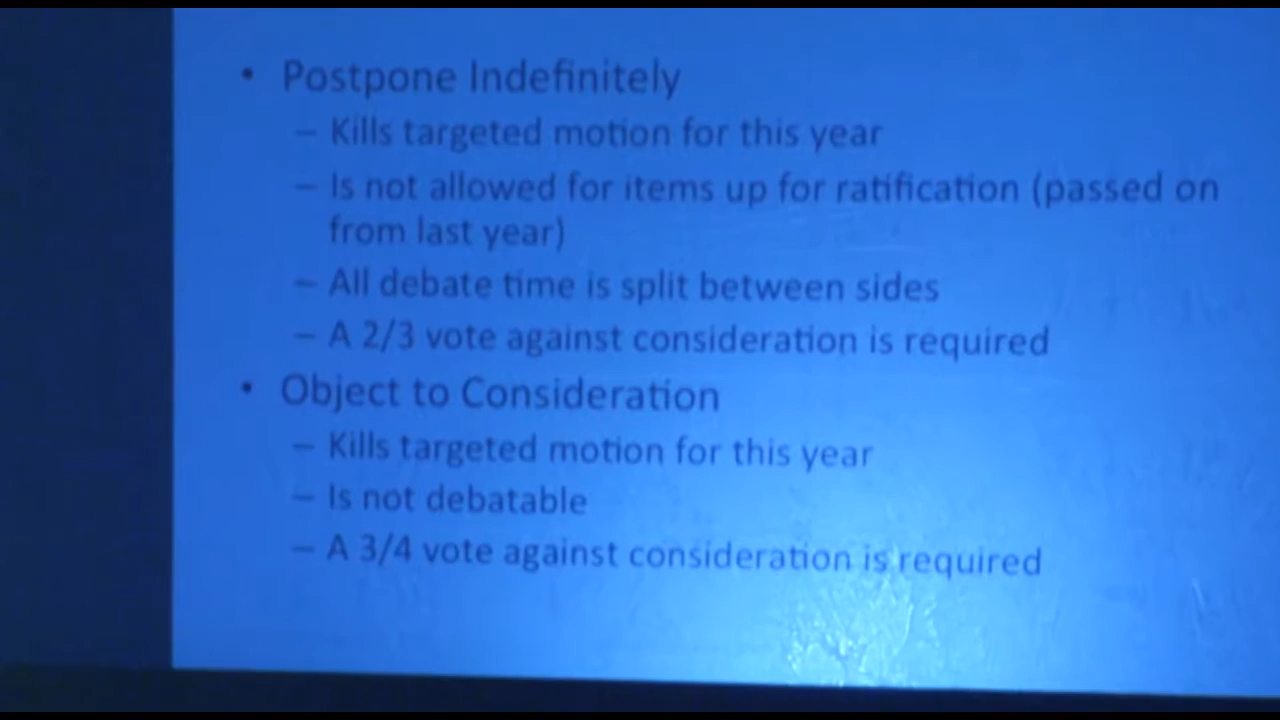 • Postpone Indefinitely
– Kills targeted motion for this year
– Is not allowed for items up for ratification (passed on
from last year)
– All debate time is split between sides
– A 2/3 vote against consideration is required
• Object to Consideration
– Kills targeted motion for this year
– Is not debatable
– A 3/4 vote against consideration is required